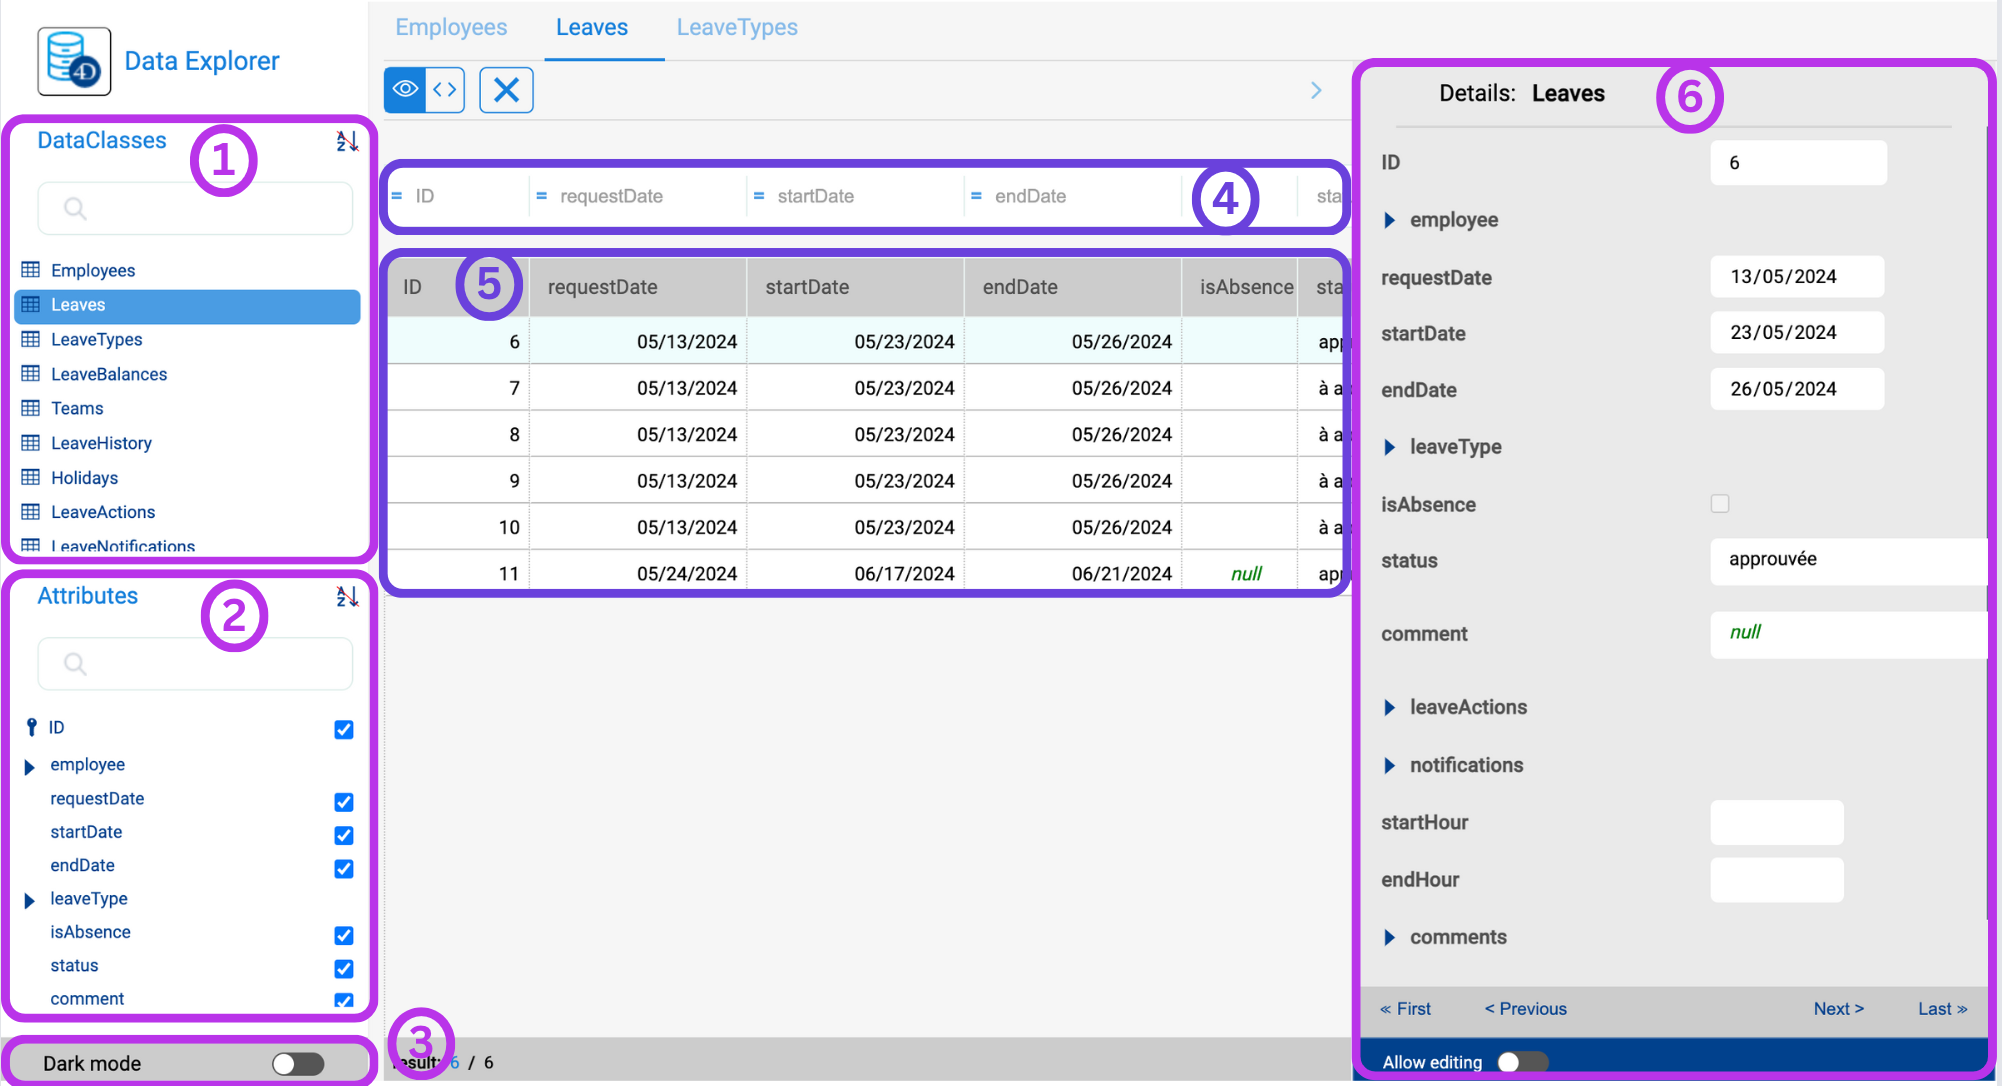 4D
Data Explorer
Employees Leaves LeaveTypes
DataClasses
1
Employees
Leaves
LeaveTypes
LeaveBalances
Teams
LeaveHistory
Holidays
LeaveActions
LeaveNotifications
Attributes
2
ID
employee
requestDate
startDate
endDate
leaveType
isAbsence
status
comment
Dark mode
= ID = requestDate = startDate = endDate 4 sta
ID 5 requestDate startDate endDate isAbsence sta
6 05/13/2024 05/23/2024 05/26/2024 app
7 05/13/2024 05/23/2024 05/26/2024 à a
8 05/13/2024 05/23/2024 05/26/2024 à a
9 05/13/2024 05/23/2024 05/26/2024 à a
10 05/13/2024 05/23/2024 05/26/2024 à a
11 05/24/2024 06/17/2024 06/21/2024 null app
3
result: 6 / 6
Details: Leaves 6
ID 6
employee
requestDate 13/05/2024
startDate 23/05/2024
endDate 26/05/2024
leaveType
isAbsence
status approuvée
comment null
leaveActions
notifications
startHour
endHour
comments
« First < Previous Next > Last »
Allow editing